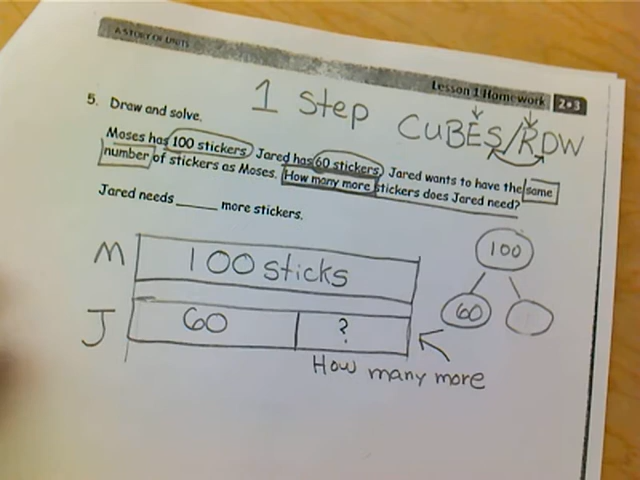 A STORY OF UNITS
Lesson 1 Homework 2•3
1 Step CUBES/RDW
5. Draw and solve.
Moses has 100 stickers. Jared has 60 stickers. Jared wants to have the same
number of stickers as Moses. How many more stickers does Jared need?
Jared needs ______ more stickers.
M 100 sticks
J 60 ?
How many more
100
60